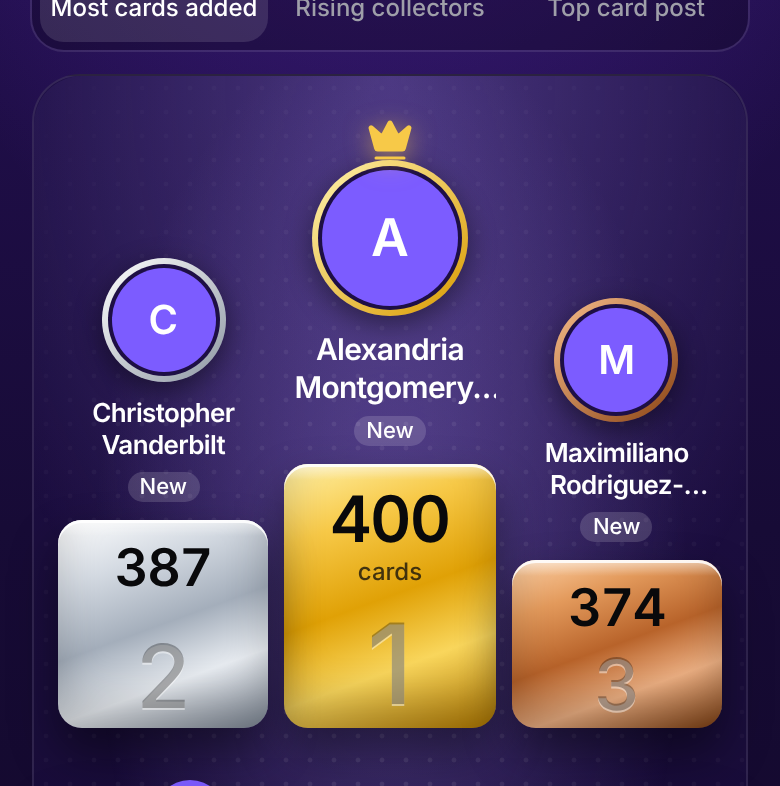 Most cards added
Rising collectors
Top card post
A
Alexandria
Montgomery...
New
400
cards
1
C
Christopher
Vanderbilt
New
387
2
M
Maximiliano
Rodriguez-...
New
374
3